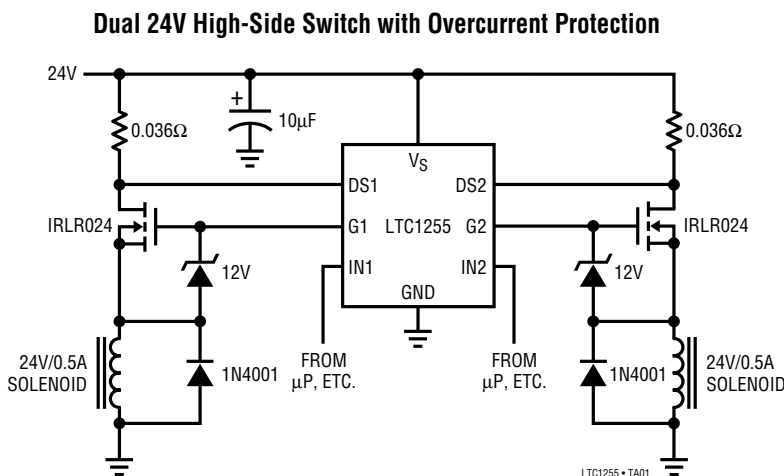 Dual 24V High-Side Switch with Overcurrent Protection
24V
+
10µF
0.036Ω
0.036Ω
VS
DS1
DS2
IRLR024
G1
LTC1255
G2
IRLR024
12V
IN1
IN2
12V
GND
24V/0.5A
SOLENOID
1N4001
FROM
µP, ETC.
FROM
µP, ETC.
1N4001
24V/0.5A
SOLENOID
LTC1255 • TA01